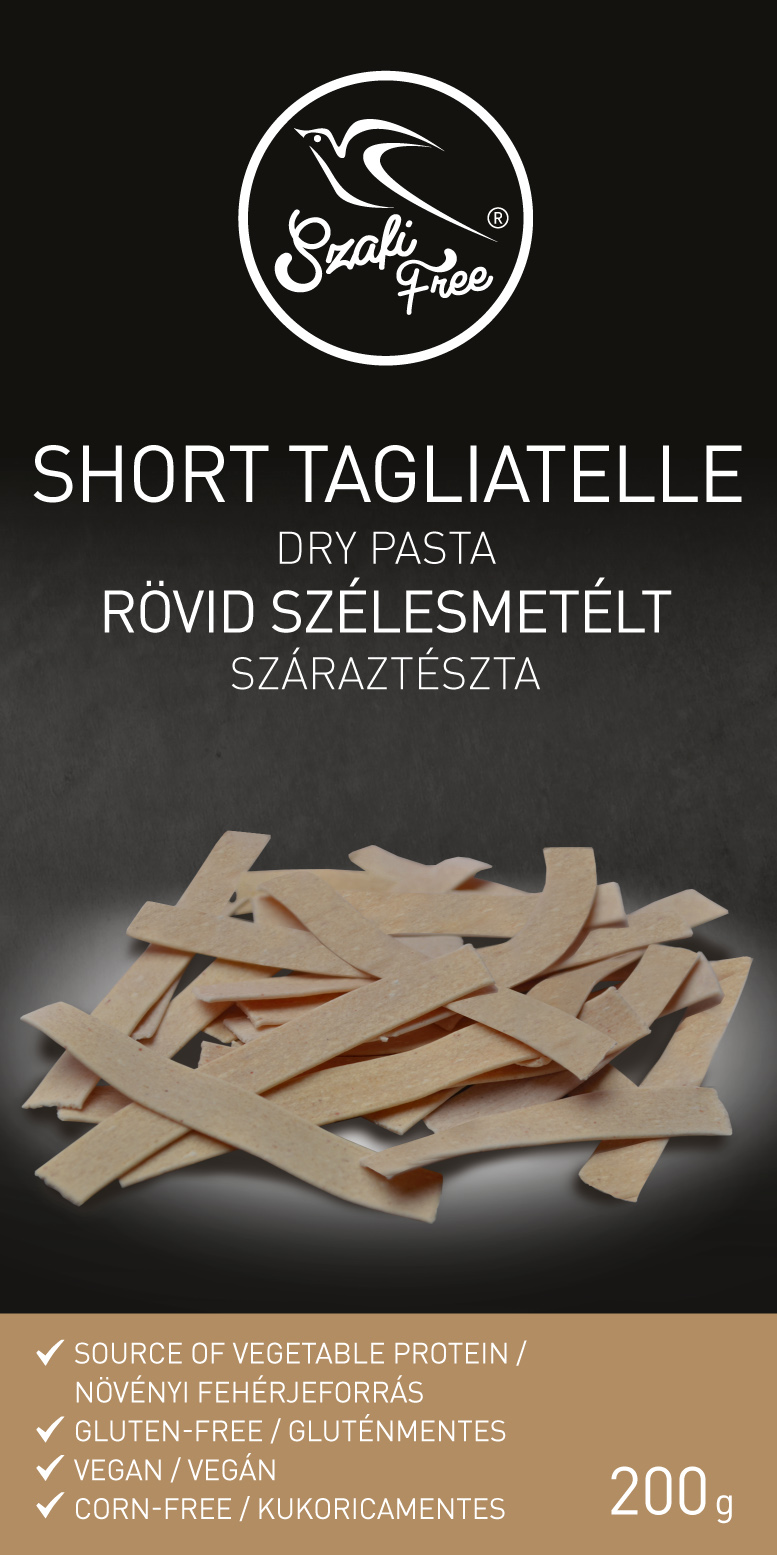 Szafi
Free
®
SHORT TAGLIATELLE
DRY PASTA
RÖVID SZÉLESMETÉLT
SZÁRAZTÉSZTA
SOURCE OF VEGETABLE PROTEIN /
NÖVÉNYI FEHÉRJEFORRÁS
GLUTEN-FREE / GLUTÉNMENTES
VEGAN / VEGÁN
CORN-FREE / KUKORICAMENTES
200 g